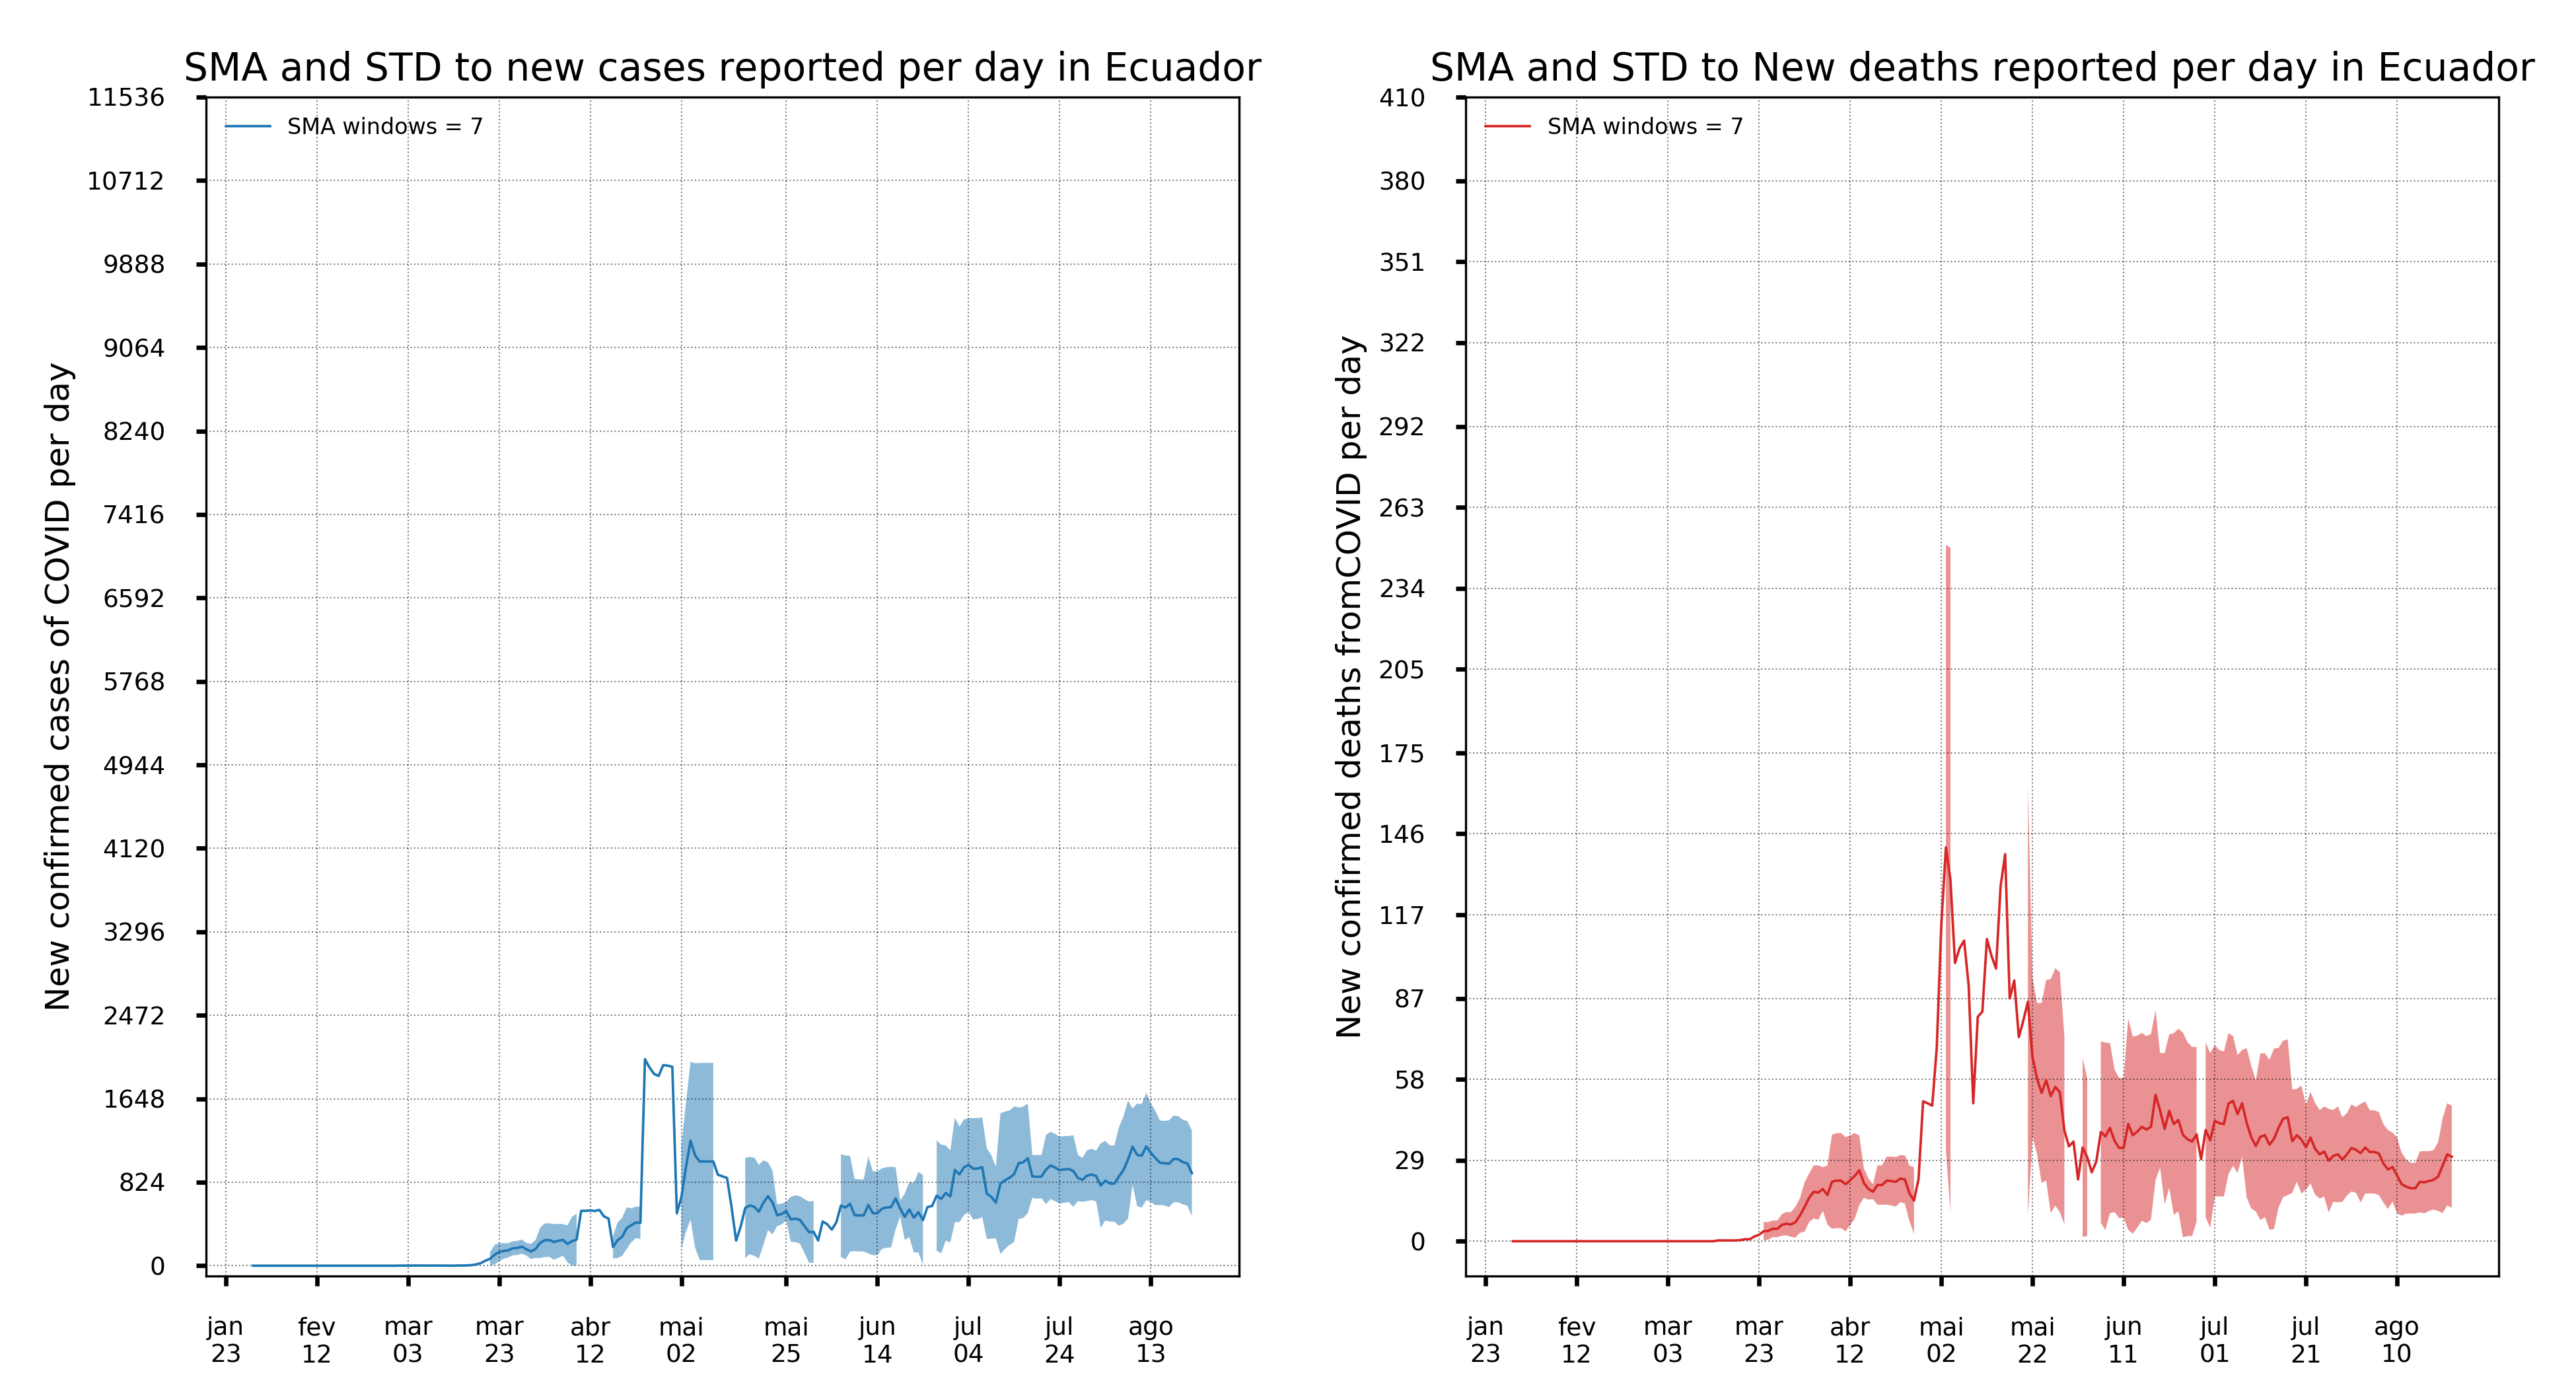 SMA and STD to new cases reported per day in Ecuador
New confirmed cases of COVID per day
11536
10712
9888
9064
8240
7416
6592
5768
4944
4120
3296
2472
1648
824
0
SMA windows = 7
jan 23
fev 12
mar 03
mar 23
abr 12
mai 02
mai 25
jun 14
jul 04
jul 24
ago 13
SMA and STD to New deaths reported per day in Ecuador
New confirmed deaths fromCOVID per day
410
380
351
322
292
263
234
205
175
146
117
87
58
29
0
SMA windows = 7
jan 23
fev 12
mar 03
mar 23
abr 12
mai 02
mai 22
jun 11
jul 01
jul 21
ago 10